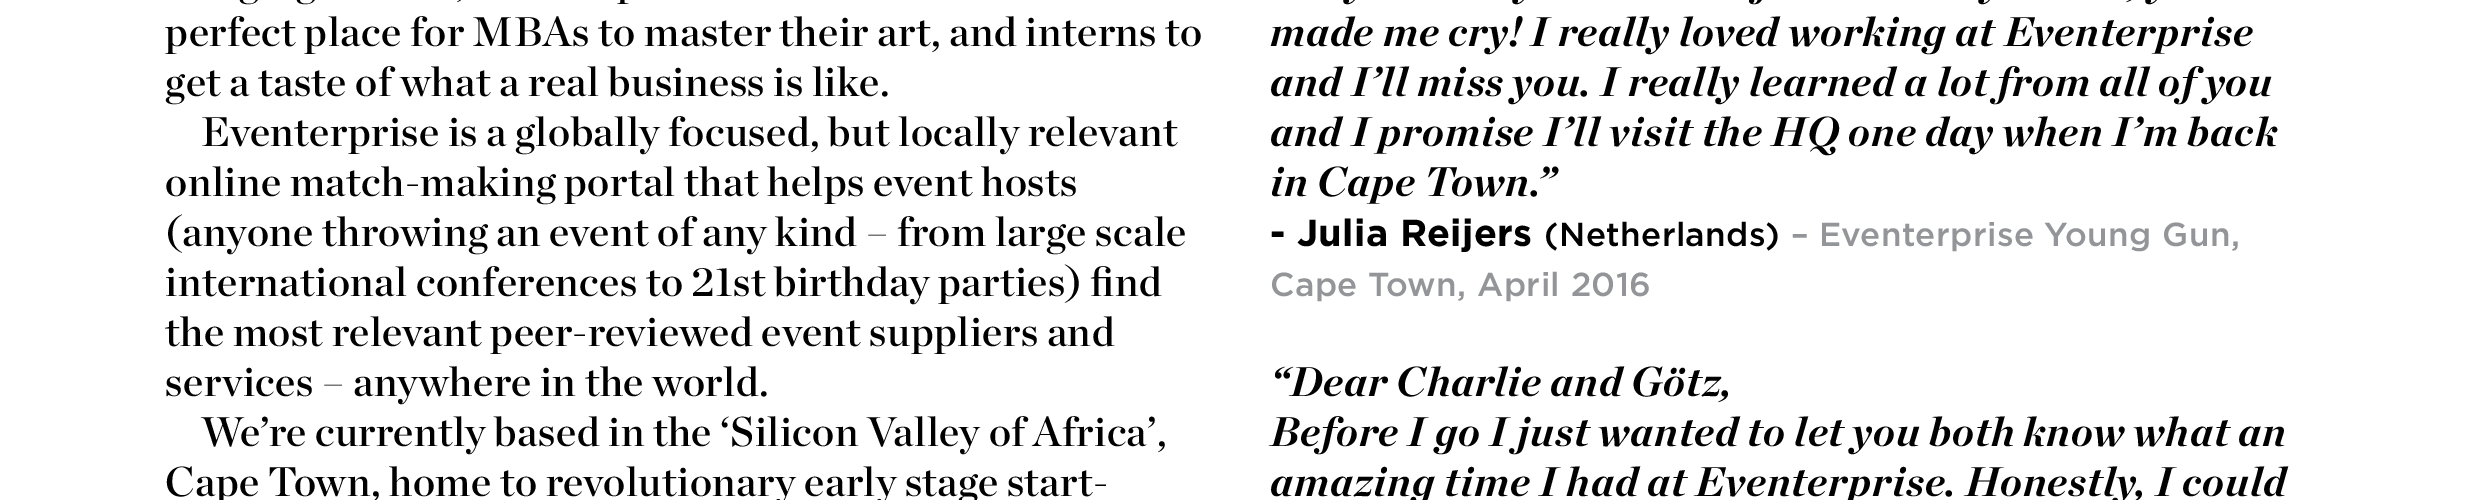 perfect place for MBAs to master their art, and interns to
get a taste of what a real business is like.
Eventerprise is a globally focused, but locally relevant
online match-making portal that helps event hosts
(anyone throwing an event of any kind – from large scale
international conferences to 21st birthday parties) find
the most relevant peer-reviewed event suppliers and
services – anywhere in the world.
We’re currently based in the ‘Silicon Valley of Africa’,
Cape Town, home to revolutionary early stage start-
made me cry! I really loved working at Eventerprise
and I’ll miss you. I really learned a lot from all of you
and I promise I’ll visit the HQ one day when I’m back
in Cape Town.”
- Julia Reijers (Netherlands) – Eventerprise Young Gun,
Cape Town, April 2016
“Dear Charlie and Götz,
Before I go I just wanted to let you both know what an
amazing time I had at Eventerprise. Honestly, I could